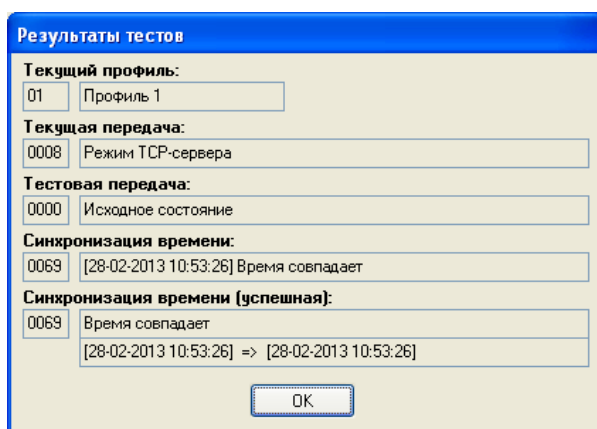 Результаты тестов
Текущий профиль:
01 Профиль 1
Текущая передача:
0008 Режим TCP-сервера
Тестовая передача:
0000 Исходное состояние
Синхронизация времени:
0069 [28-02-2013 10:53:26] Время совпадает
Синхронизация времени (успешная):
0069 Время совпадает
[28-02-2013 10:53:26] => [28-02-2013 10:53:26]
OK